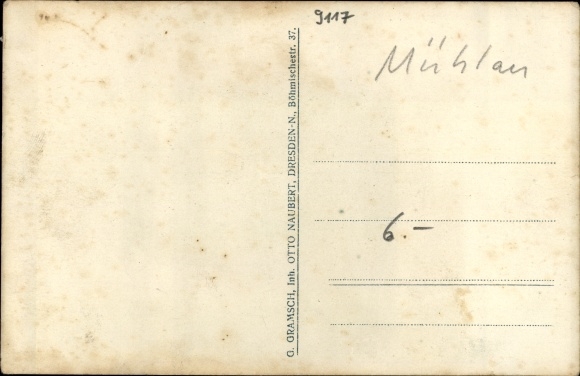 9117
Mühlau
G. GRAMSCH, Inh. OTTO NAUBERT, DRESDEN-N., Böhmischestr. 37.
6.-